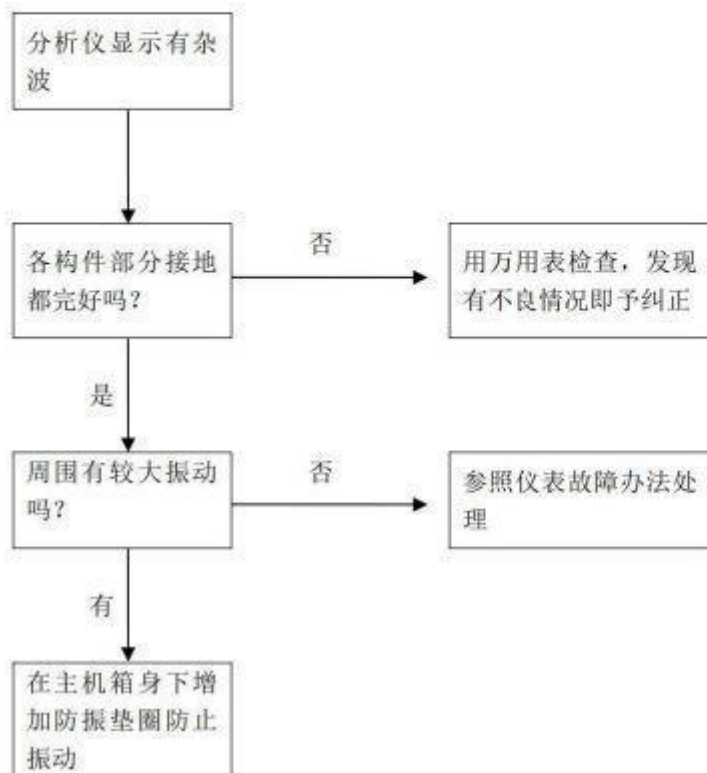 分析仪显示有杂
波
各构件部分接地
都完好吗？
否
用万用表检查，发现
有不良情况即予纠正
是
周围有较大振动
吗？
否
参照仪表故障办法处
理
有
在主机箱身下增
加防振垫圈防止
振动